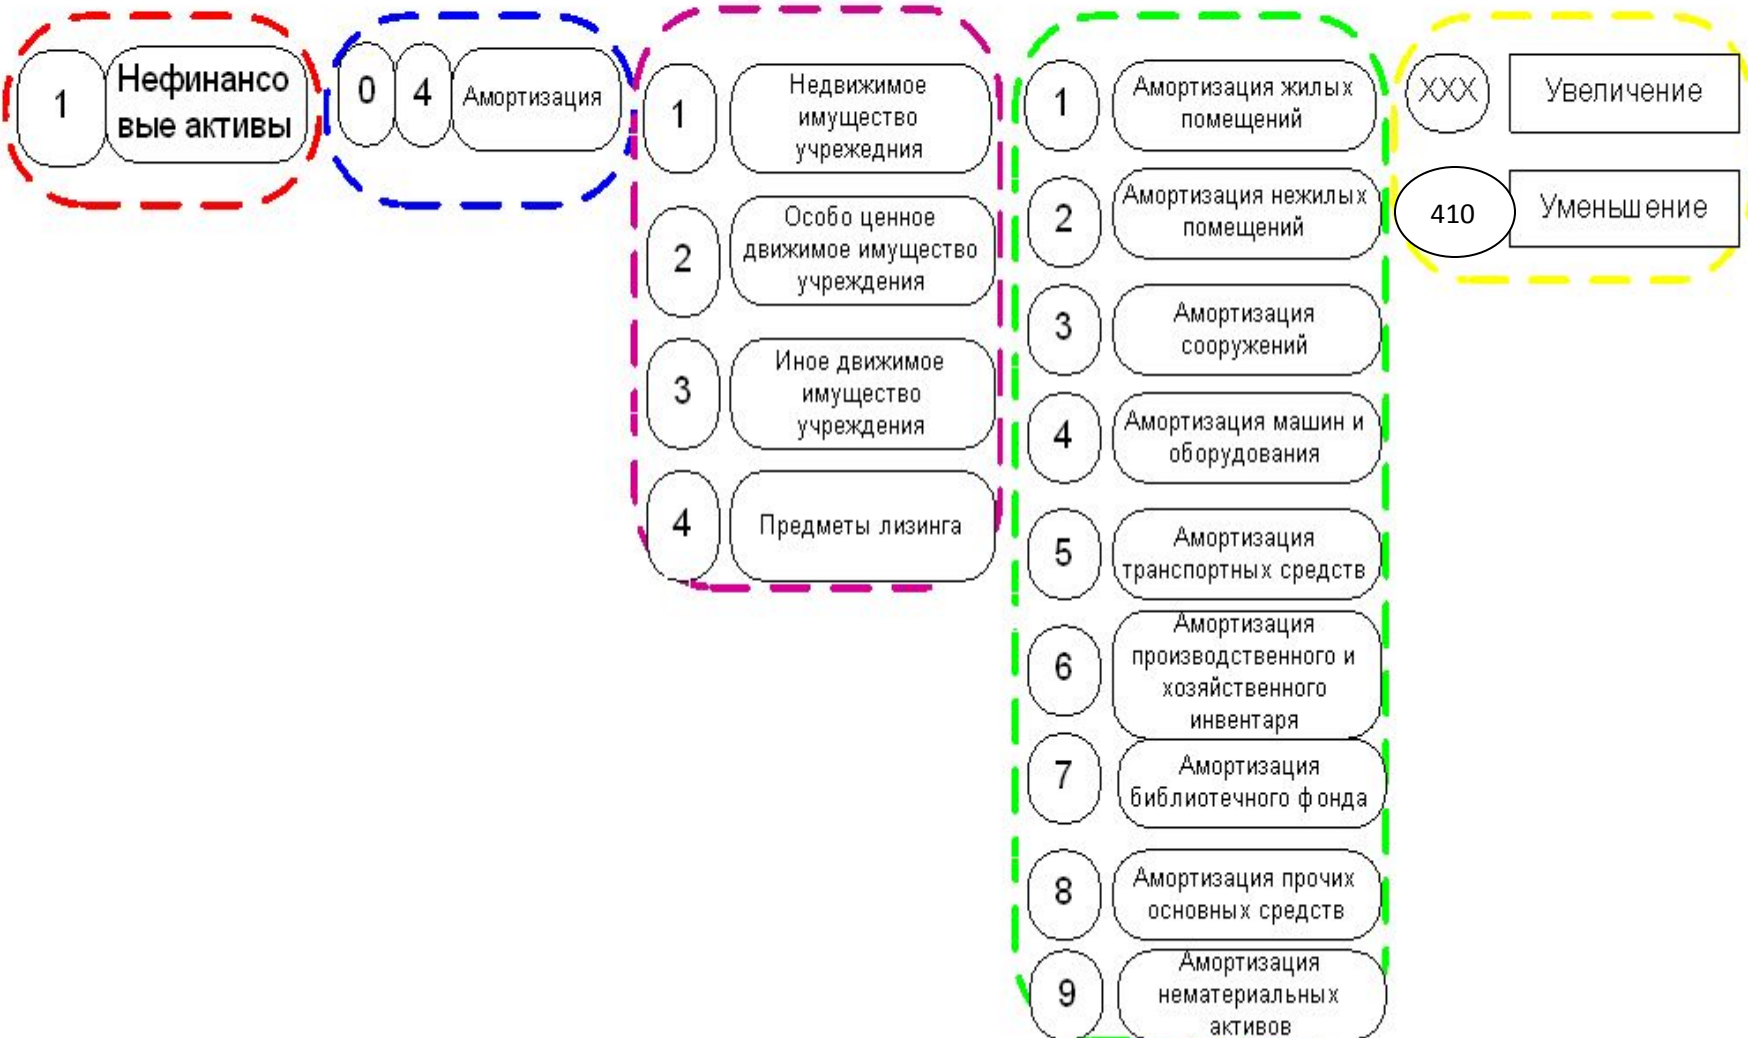 1
Нефинансо
вые активы
0
4
Амортизация
1
Недвижимое
имущество
учрежедния
2
Особо ценное
движимое имущество
учреждения
3
Иное движимое
имущество
учреждения
4
Предметы лизинга
1
Амортизация жилых
помещений
2
Амортизация нежилых
помещений
3
Амортизация
сооружений
4
Амортизация машин и
оборудования
5
Амортизация
транспортных средств
6
Амортизация
производственного и
хозяйственного
инвентаря
7
Амортизация
библиотечного фонда
8
Амортизация прочих
основных средств
9
Амортизация
нематериальных
активов
XXX
Увеличение
410
Уменьшение